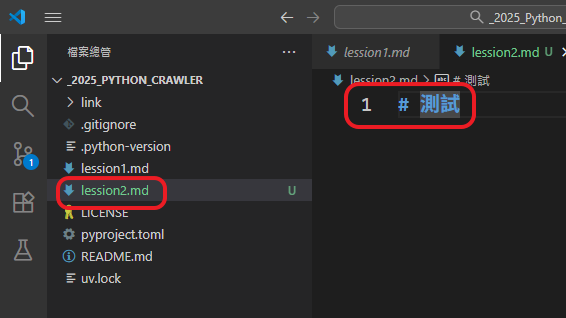 _2025_Python_
檔案總管 ...
_2025_PYTHON_CRAWLER
link
.gitignore
.python-version
lession1.md
lession2.md U
LICENSE
pyproject.toml
README.md
uv.lock
1
lession1.md lession2.md U
lession2.md > # 測試
1 # 測試